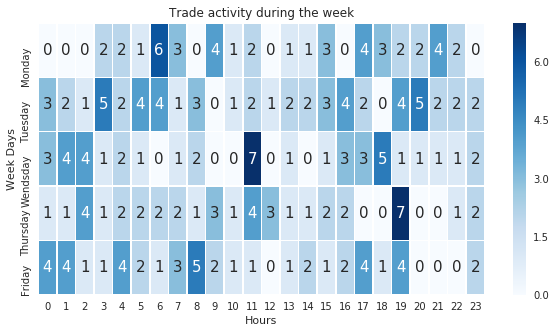 Trade activity during the week
Week Days
Monday 0 0 0 2 2 1 6 3 0 4 1 2 0 1 1 3 0 4 3 2 2 4 2 0
Tuesday 3 2 1 5 2 4 4 1 3 0 1 2 1 2 2 3 4 2 0 4 5 2 2 2
Wendsday 3 4 4 1 2 1 0 1 2 0 0 7 0 1 0 1 3 3 5 1 1 1 1 2
Thursday 1 1 4 1 2 2 2 2 1 3 1 4 3 1 1 2 2 0 0 7 0 0 1 2
Friday 4 4 1 1 4 2 1 3 5 2 1 1 0 1 2 1 2 4 1 4 0 0 0 2
0 1 2 3 4 5 6 7 8 9 10 11 12 13 14 15 16 17 18 19 20 21 22 23
Hours
6.0
4.5
3.0
1.5
0.0